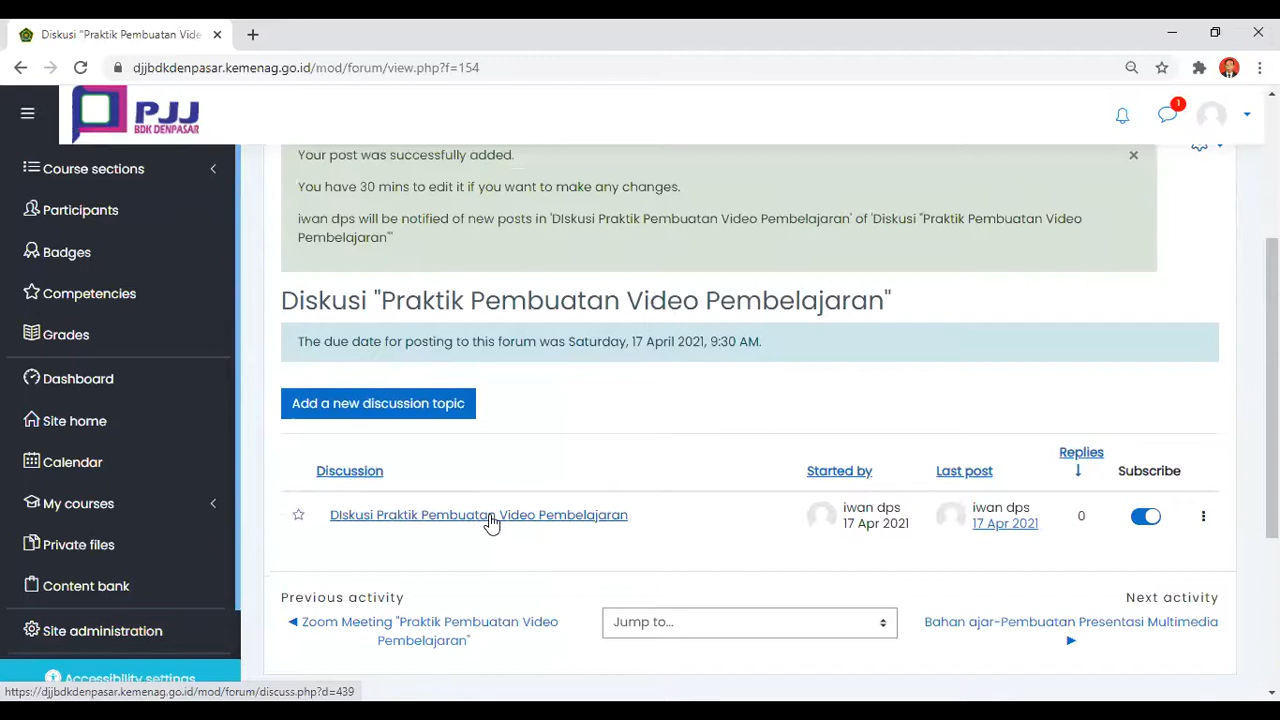 Diskusi "Praktik Pembuatan Vide
djjbdkdenpasar.kemenag.go.id/mod/forum/view.php?f=154
PJJ
BDK DENPASAR
1
Course sections
Participants
Badges
Competencies
Grades
Dashboard
Site home
Calendar
My courses
Private files
Content bank
Site administration
Accessibility settings
Your post was successfully added.
You have 30 mins to edit it if you want to make any changes.
iwan dps will be notified of new posts in 'DIskusi Praktik Pembuatan Video Pembelajaran' of 'Diskusi "Praktik Pembuatan Video
Pembelajaran"'
Diskusi "Praktik Pembuatan Video Pembelajaran"
The due date for posting to this forum was Saturday, 17 April 2021, 9:30 AM.
Add a new discussion topic
Discussion Started by Last post Replies Subscribe
DIskusi Praktik Pembuatan Video Pembelajaran iwan dps iwan dps 0
17 Apr 2021 17 Apr 2021
Previous activity Next activity
Zoom Meeting "Praktik Pembuatan Video Jump to... Bahan ajar-Pembuatan Presentasi Multimedia
Pembelajaran"
https://djjbdkdenpasar.kemenag.go.id/mod/forum/discuss.php?d=439